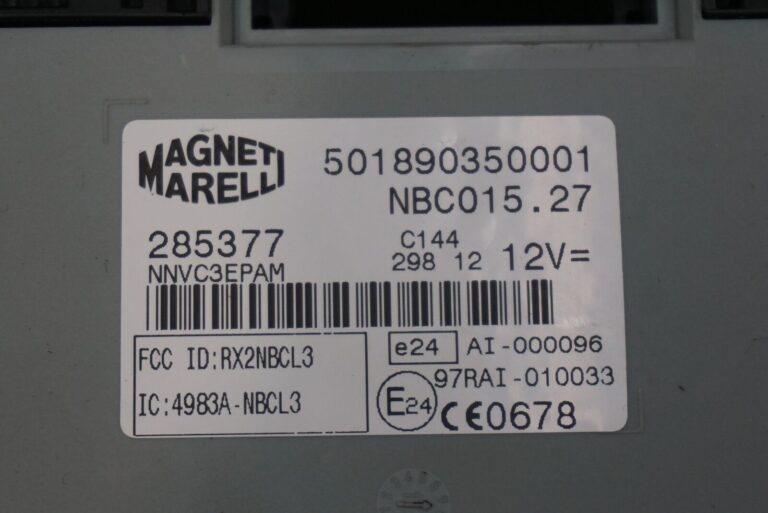 MAGNETI
MARELLI
501890350001
NBC015.27
285377
NNVC3EPAM
C144
298 12
12V=
FCC ID:RX2NBCL3
IC:4983A-NBCL3
e24 AI-000096
97RAI-010033
E24
CE0678